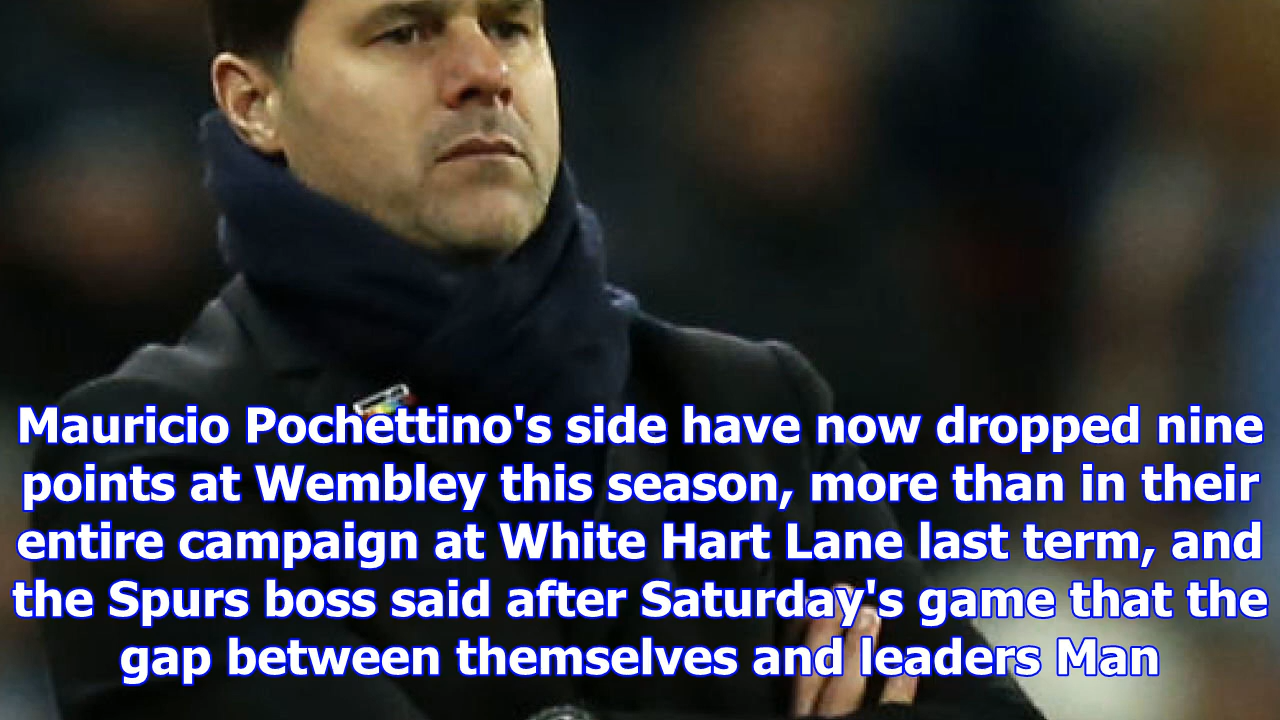 Mauricio Pochettino's side have now dropped nine
points at Wembley this season, more than in their
entire campaign at White Hart Lane last term, and
the Spurs boss said after Saturday's game that the
gap between themselves and leaders Man